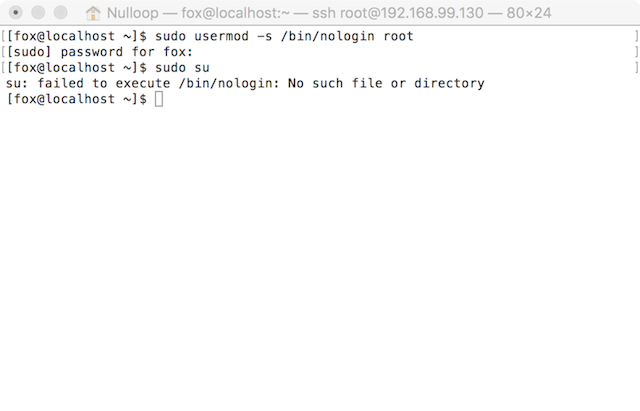 Nulloop — fox@localhost:~ — ssh root@192.168.99.130 — 80×24
[[fox@localhost ~]$ sudo usermod -s /bin/nologin root ]
[[sudo] password for fox: ]
[[fox@localhost ~]$ sudo su ]
su: failed to execute /bin/nologin: No such file or directory
[fox@localhost ~]$